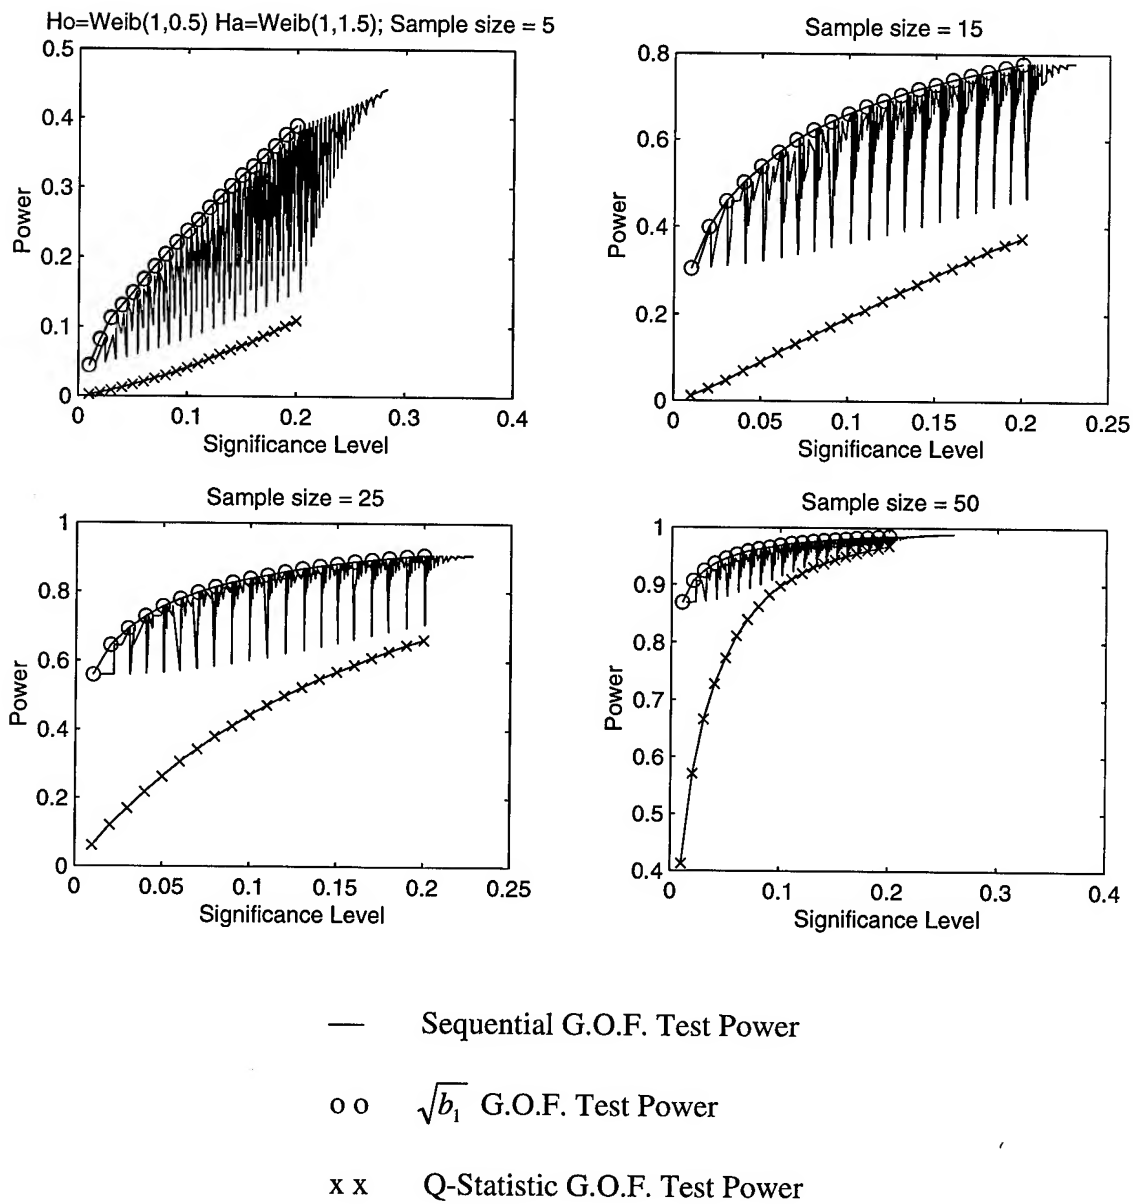 Ho=Weib(1,0.5) Ha=Weib(1,1.5); Sample size = 5
0.5
0.4
0.3
0.2
0.1
0
Power
0 0.1 0.2 0.3 0.4
Significance Level
Sample size = 15
0.8
0.6
0.4
0.2
0
Power
0 0.05 0.1 0.15 0.2 0.25
Significance Level
Sample size = 25
1
0.8
0.6
0.4
0.2
0
Power
0 0.05 0.1 0.15 0.2 0.25
Significance Level
Sample size = 50
1
0.9
0.8
0.7
0.6
0.5
0.4
Power
0 0.1 0.2 0.3 0.4
Significance Level
— Sequential G.O.F. Test Power
o o √b₁ G.O.F. Test Power
x x Q-Statistic G.O.F. Test Power